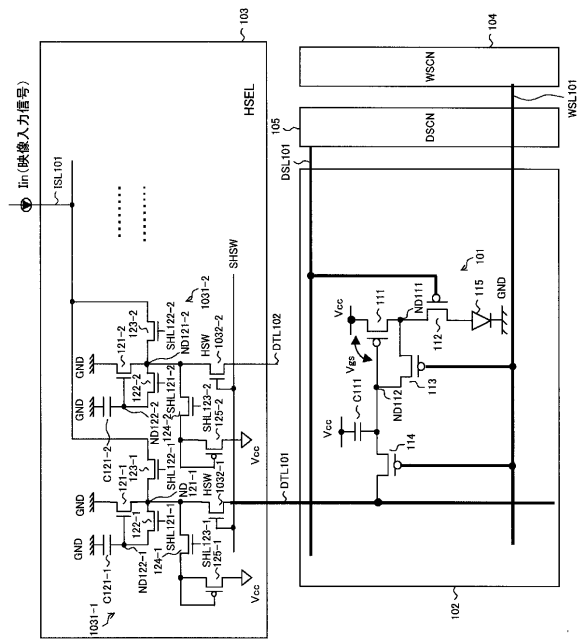 Iin(映像入力信号)
ISL101
103
HSEL
GND
121-2
123-2
SHL122-2
ND121-2
1031-2
GND
122-2
SHL121-2
C121-2
ND122-2
124-2
SHL123-2
125-2
HSW
1032-2
SHSW
DTL102
Vcc
GND
121-1
123-1
SHL122-1
ND
121-1
GND
122-1
SHL121-1
C121-1
ND122-1
124-1
SHL123-1
125-1
HSW
1032-1
Vcc
1031-1
DTL101
104
WSCN
WSL101
105
DSCN
DSL101
101
Vcc
111
Vgs
ND111
112
115
GND
113
ND112
Vcc
C111
114
102